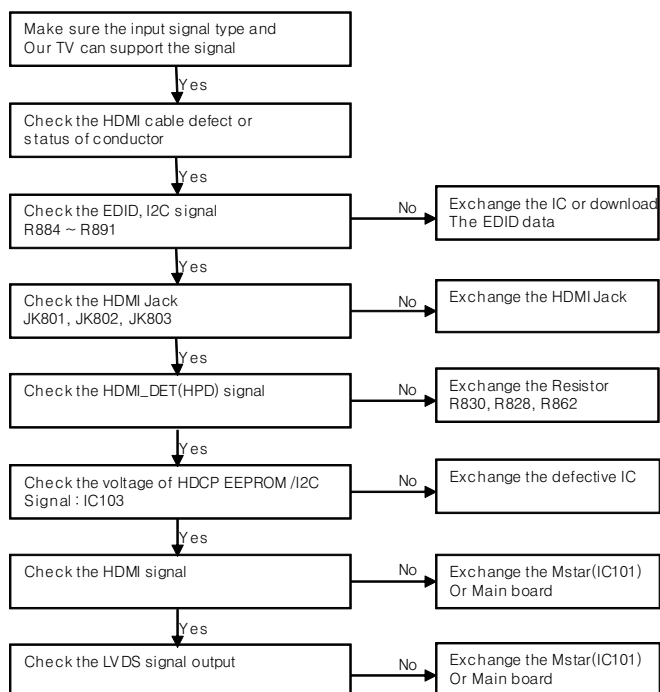 Make sure the input signal type and
Our TV can support the signal
Yes
Check the HDMI cable defect or
status of conductor
Yes
Check the EDID, I2C signal
R884 ~ R891
No
Exchange the IC or download
The EDID data
Yes
Check the HDMI Jack
JK801, JK802, JK803
No
Exchange the HDMI Jack
Yes
Check the HDMI_DET(HPD) signal
No
Exchange the Resistor
R830, R828, R862
Yes
Check the voltage of HDCP EEPROM /I2C
Signal : IC103
No
Exchange the defective IC
Yes
Check the HDMI signal
No
Exchange the Mstar(IC101)
Or Main board
Yes
Check the LVDS signal output
No
Exchange the Mstar(IC101)
Or Main board